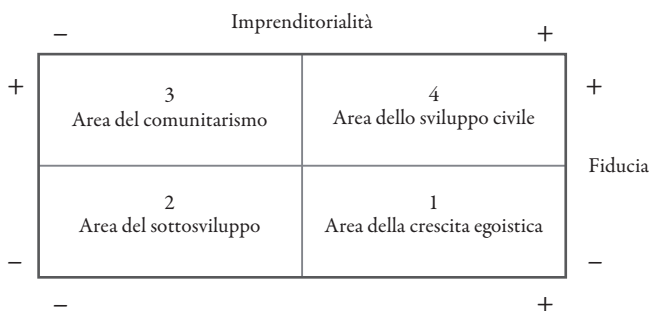 Imprenditorialità
– +
+ +
3
Area del comunitarismo
4
Area dello sviluppo civile
Fiducia
2
Area del sottosviluppo
1
Area della crescita egoistica
– –
– +